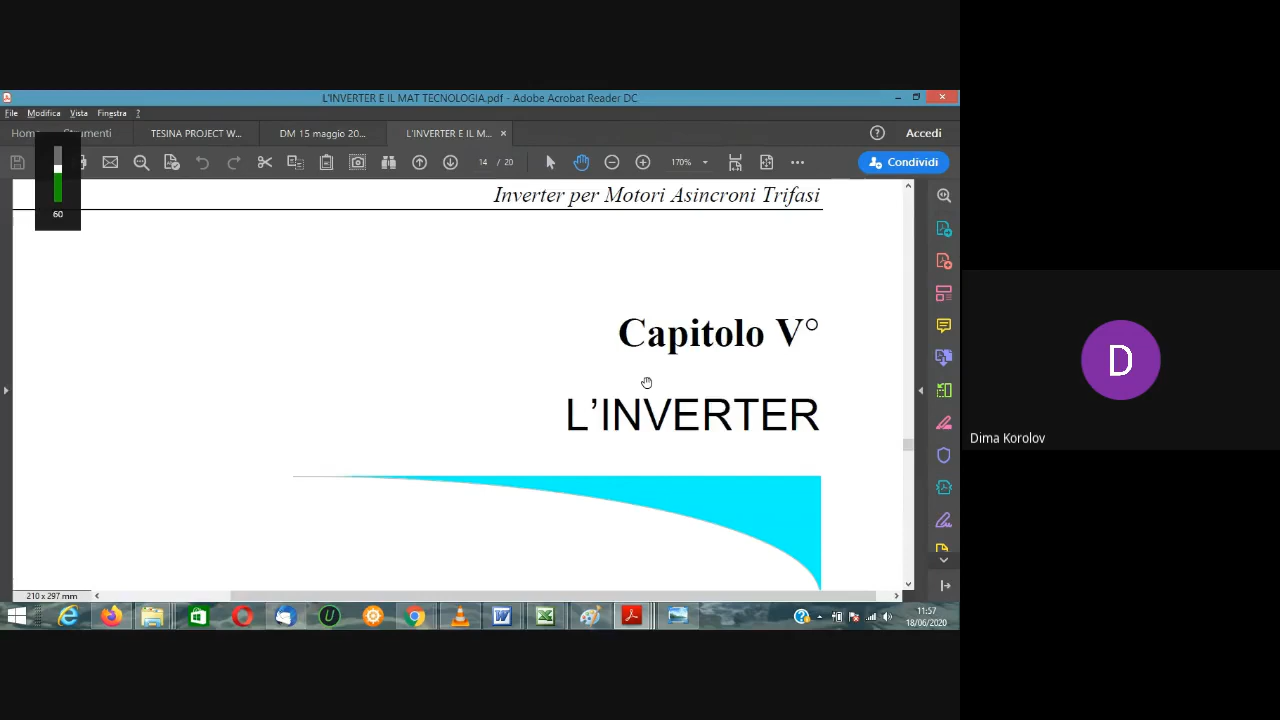 L'INVERTER E IL MAT TECNOLOGIA.pdf - Adobe Acrobat Reader DC
File Modifica Vista Finestra ?
Home Strumenti TESINA PROJECT W... DM 15 maggio 20... L'INVERTER E IL M... × ? Accedi
14 / 20 170% Condividi
60
Inverter per Motori Asincroni Trifasi
Capitolo V°
L'INVERTER
D
Dima Korolov
210 x 297 mm
11:57
18/06/2020